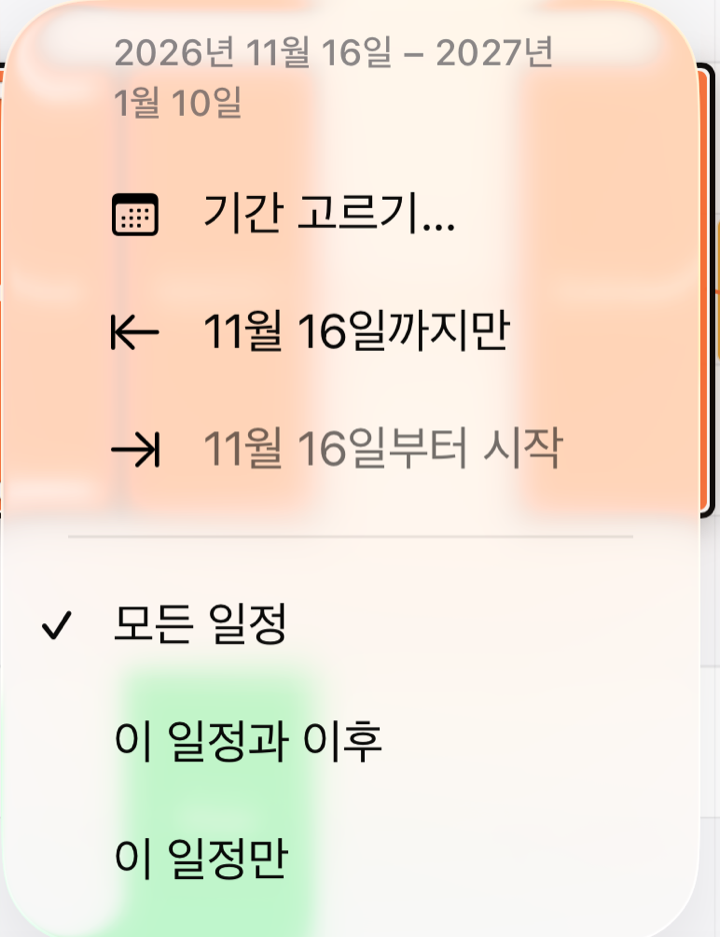 2026년 11월 16일 – 2027년
1월 10일
기간 고르기...
11월 16일까지만
11월 16일부터 시작
모든 일정
이 일정과 이후
이 일정만